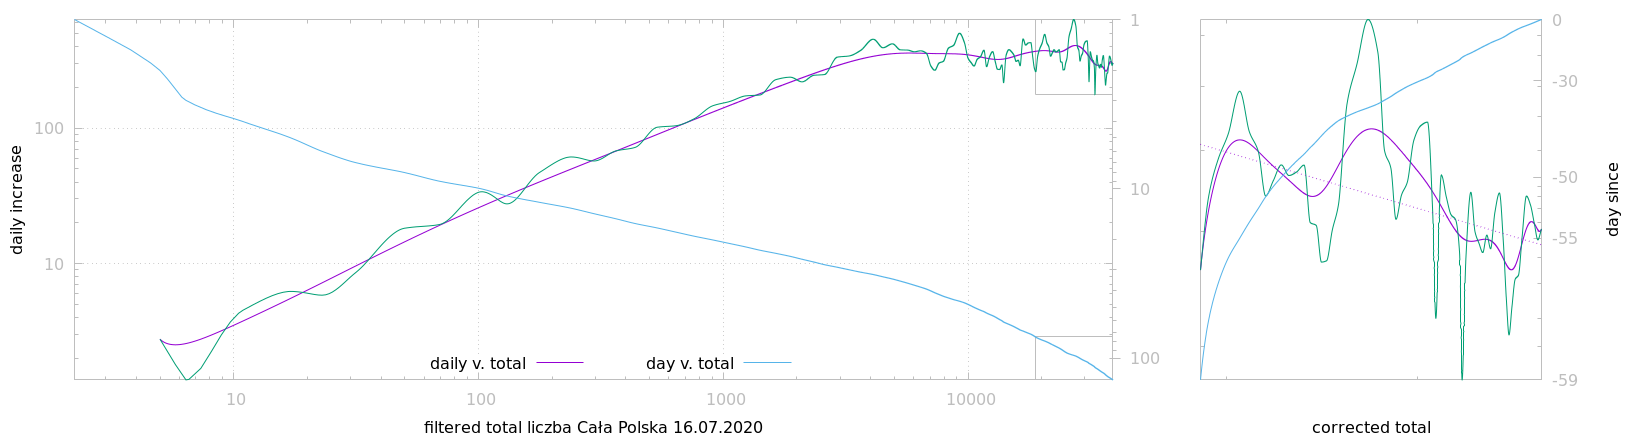 daily increase
100
10
daily v. total
day v. total
10
100
1000
10000
filtered total liczba Cała Polska 16.07.2020
1
10
100
0
-30
-50
-55
-59
day since
corrected total